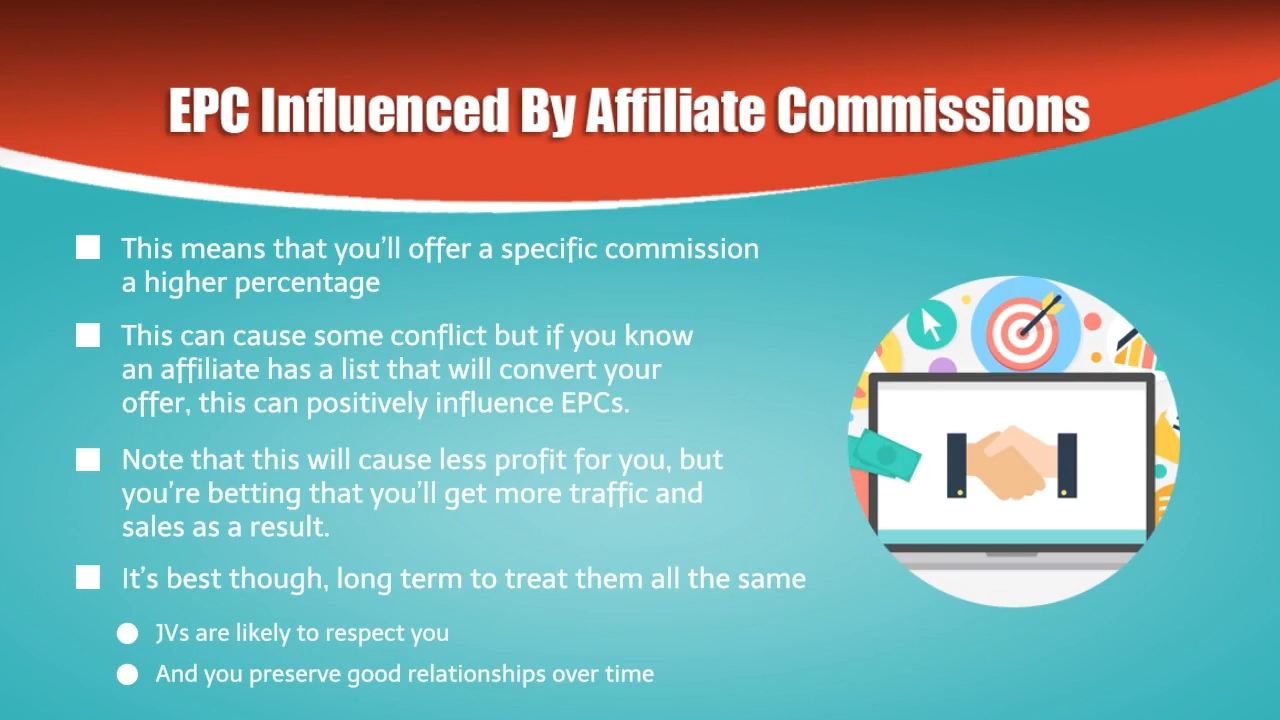 EPC Influenced By Affiliate Commissions
This means that you'll offer a specific commission
a higher percentage
This can cause some conflict but if you know
an affiliate has a list that will convert your
offer, this can positively influence EPCs.
Note that this will cause less profit for you, but
you're betting that you'll get more traffic and
sales as a result.
It's best though, long term to treat them all the same
JVs are likely to respect you
And you preserve good relationships over time